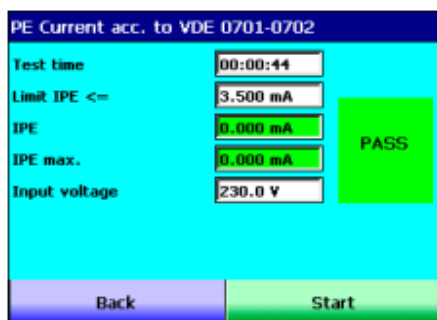 PE Current acc. to VDE 0701-0702
Test time 00:00:44
Limit IPE <= 3.500 mA
IPE 0.000 mA
PASS
IPE max. 0.000 mA
Input voltage 230.0 V
Back Start